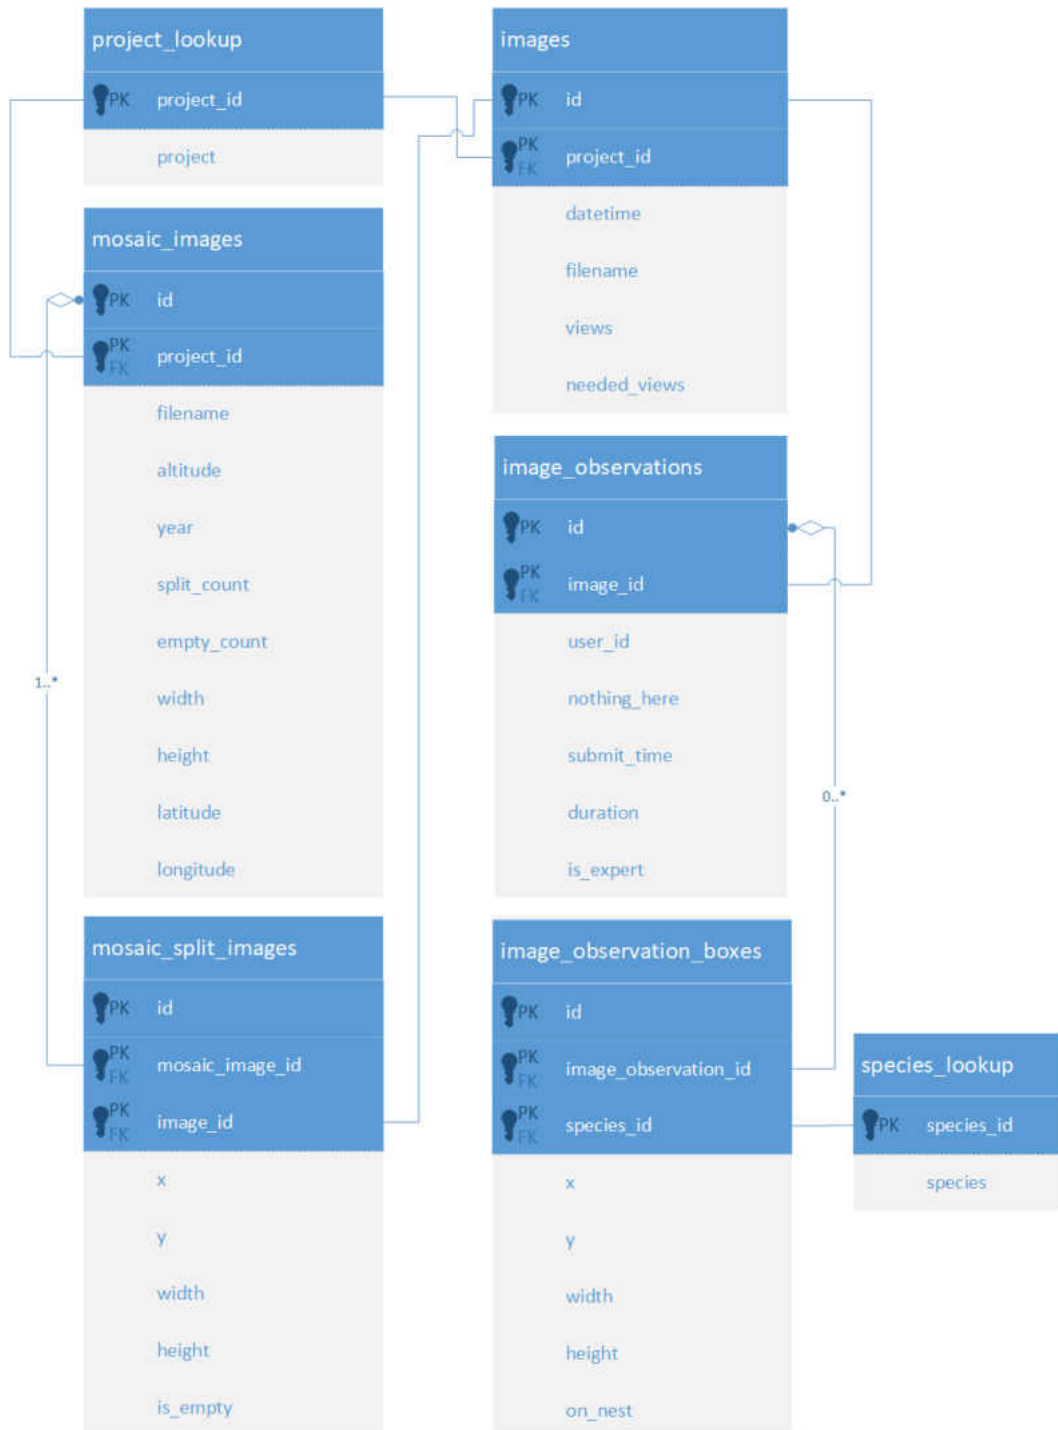 project_lookup
PK project_id
project
images
PK id
PK
FK project_id
datetime
filename
views
needed_views
mosaic_images
PK id
PK
FK project_id
filename
altitude
year
split_count
empty_count
width
height
latitude
longitude
1..*
image_observations
PK id
PK
FK image_id
user_id
nothing_here
submit_time
duration
is_expert
0..*
mosaic_split_images
PK id
PK
FK mosaic_image_id
PK
FK image_id
x
y
width
height
is_empty
image_observation_boxes
PK id
PK
FK image_observation_id
PK
FK species_id
x
y
width
height
on_nest
species_lookup
PK species_id
species